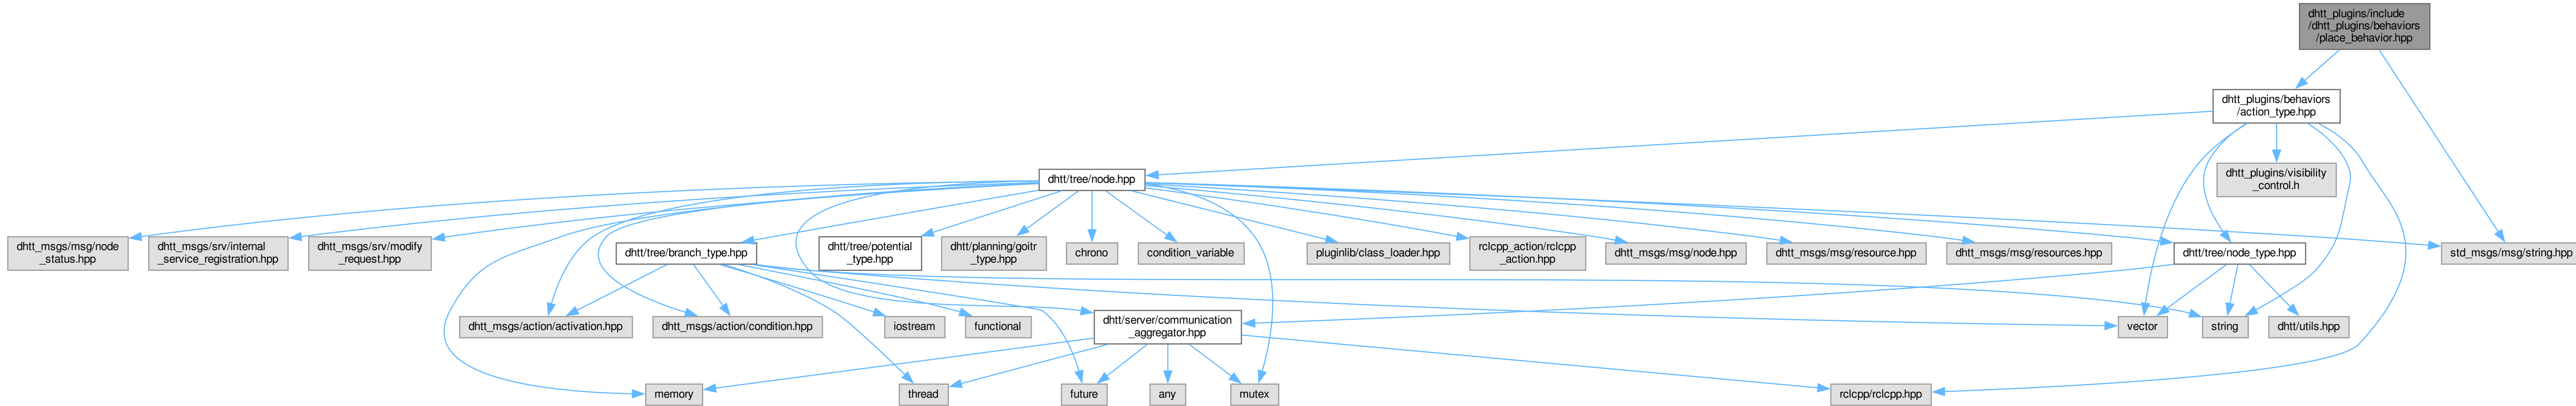 dhtt_plugins/include
/dhtt_plugins/behaviors
/place_behavior.hpp
dhtt_plugins/behaviors
/action_type.hpp
dhtt/tree/node.hpp
dhtt_plugins/visibility
_control.h
dhtt_msgs/msg/node
_status.hpp
dhtt_msgs/srv/internal
_service_registration.hpp
dhtt_msgs/srv/modify
_request.hpp
dhtt/tree/branch_type.hpp
dhtt/tree/potential
_type.hpp
dhtt/planning/goitr
_type.hpp
chrono
condition_variable
pluginlib/class_loader.hpp
rclcpp_action/rclcpp
_action.hpp
dhtt_msgs/msg/node.hpp
dhtt_msgs/msg/resource.hpp
dhtt_msgs/msg/resources.hpp
dhtt/tree/node_type.hpp
std_msgs/msg/string.hpp
dhtt_msgs/action/activation.hpp
dhtt_msgs/action/condition.hpp
iostream
functional
dhtt/server/communication
_aggregator.hpp
vector
string
dhtt/utils.hpp
memory
thread
future
any
mutex
rclcpp/rclcpp.hpp